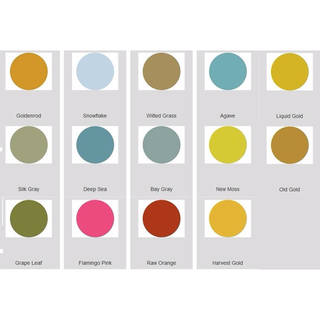 Goldenrod
Snowflake
Wilted Grass
Agave
Liquid Gold
Silk Gray
Deep Sea
Bay Gray
New Moss
Old Gold
Grape Leaf
Flamingo Pink
Raw Orange
Harvest Gold